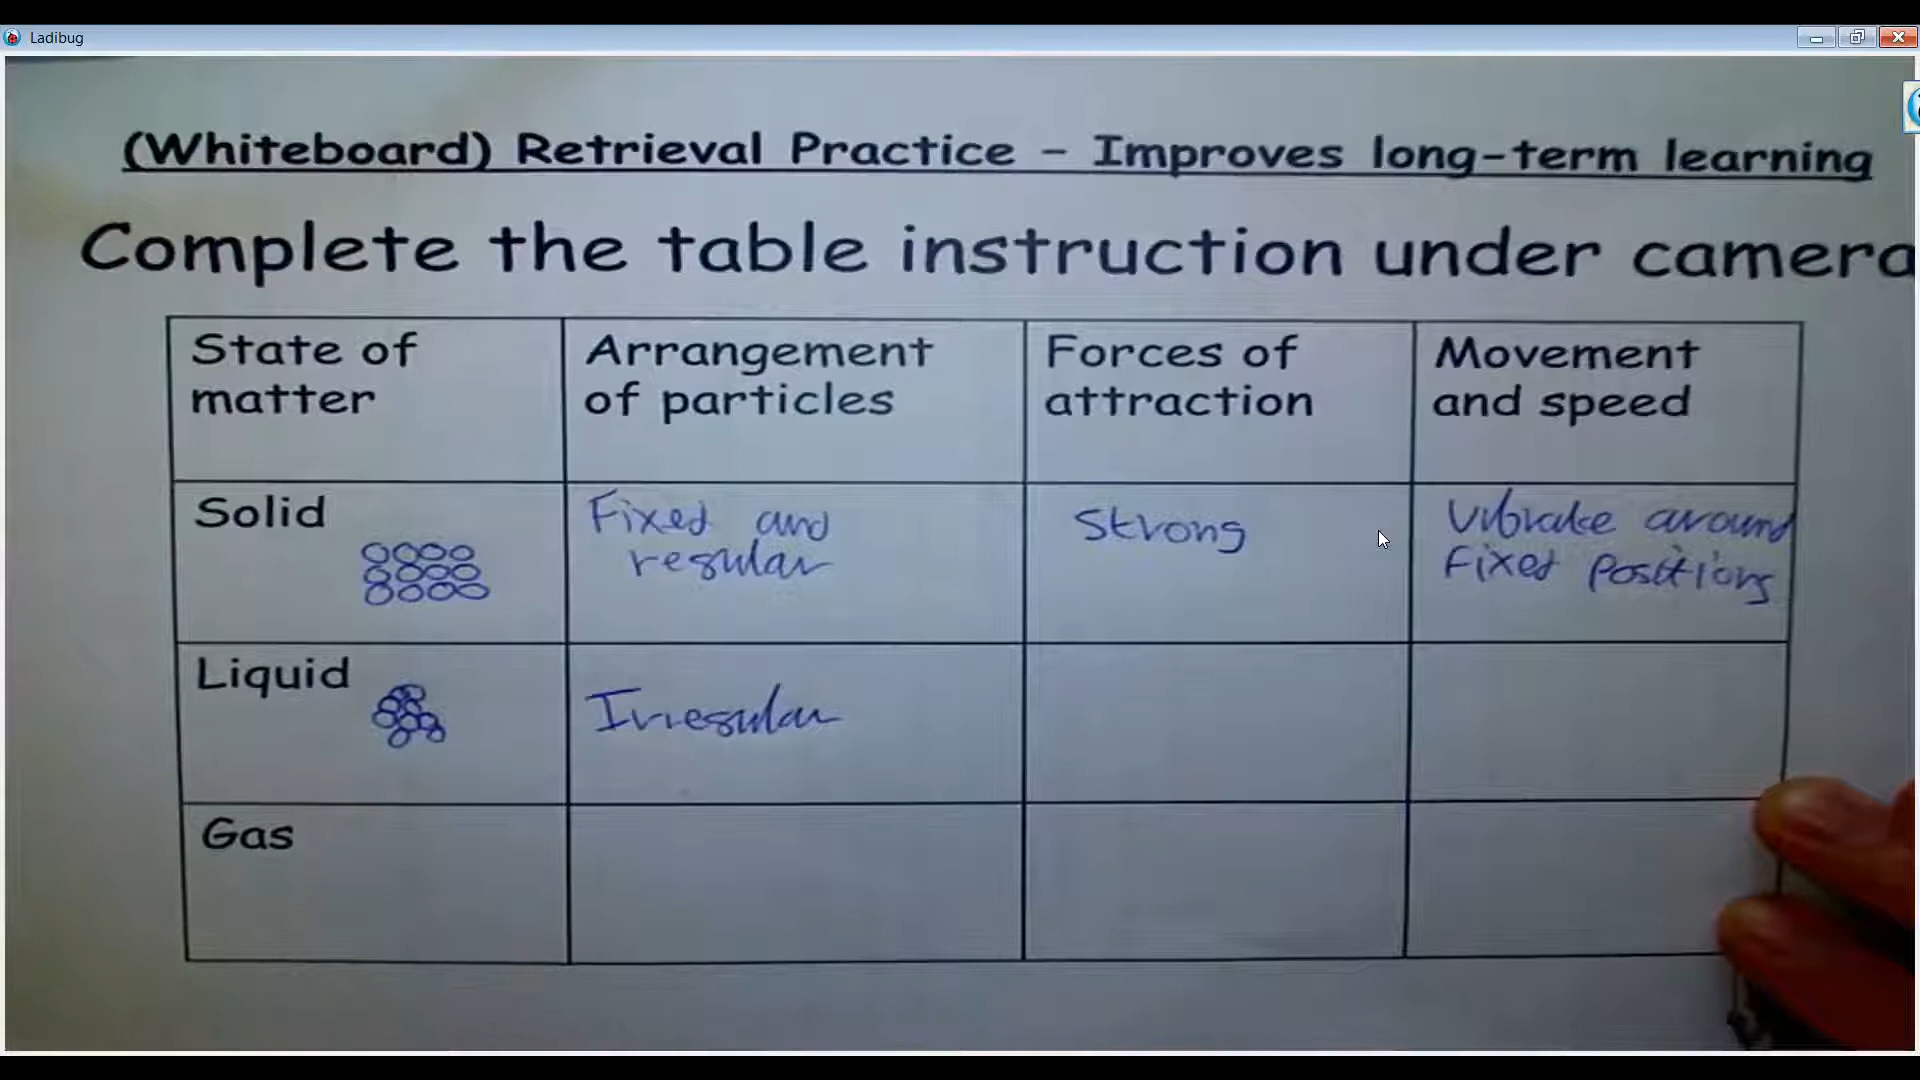 Ladibug
(Whiteboard) Retrieval Practice - Improves long-term learning
Complete the table instruction under camera
State of
matter
Arrangement
of particles
Forces of
attraction
Movement
and speed
Solid
Fixed and
regular
Strong
Vibrate around
Fixed positions
Liquid
Irregular
Gas